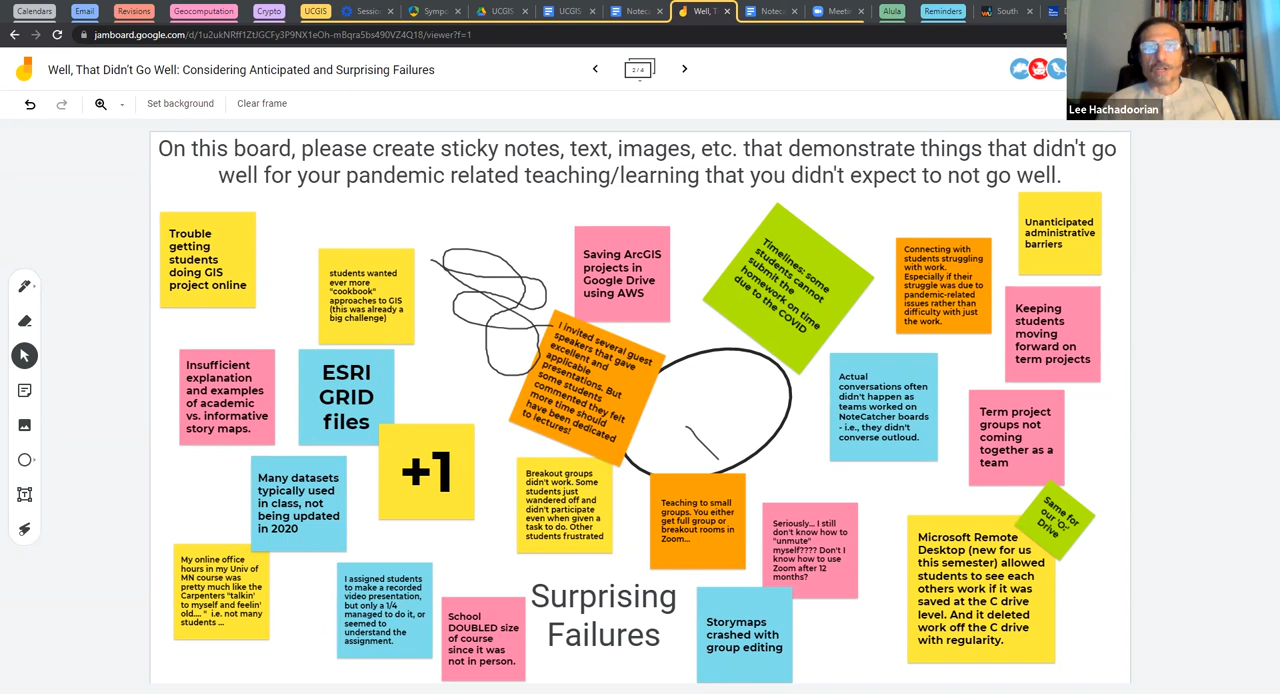 Calendars Email Revisions Geocomputation Crypto UCGIS Sessio Sympo UCGIS UCGIS Notec Well, T Notec Meetin Alula Reminders South
jamboard.google.com/d/1u2ukNRff1ZtJGCFy3P9NX1eOh-mBqra5bs490VZ4Q18/viewer?f=1
Lee Hachadoorian
Well, That Didn't Go Well: Considering Anticipated and Surprising Failures
2 / 4
Set background Clear frame
On this board, please create sticky notes, text, images, etc. that demonstrate things that didn't go
well for your pandemic related teaching/learning that you didn't expect to not go well.
Trouble
getting
students
doing GIS
project online
students wanted
ever more
"cookbook"
approaches to GIS
(this was already a
big challenge)
Saving ArcGIS
projects in
Google Drive
using AWS
Timelines: some
students cannot
submit the
homework on time
due to the COVID
Connecting with
students struggling
with work.
Especially if their
struggle was due to
pandemic-related
issues rather than
difficulty with just
the work.
Unanticipated
administrative
barriers
Keeping
students
moving
forward on
term projects
Insufficient
explanation
and examples
of academic
vs. informative
story maps.
ESRI
GRID
files
+1
I invited several guest
speakers that gave
excellent and
applicable
presentations. But
some students
commented they felt
more time should
have been dedicated
to lectures!
Actual
conversations often
didn't happen as
teams worked on
NoteCatcher boards
- i.e., they didn't
converse outloud.
Term project
groups not
coming
together as a
team
Many datasets
typically used
in class, not
being updated
in 2020
Breakout groups
didn't work. Some
students just
wandered off and
didn't participate
even when given a
task to do. Other
students frustrated
Teaching to small
groups. You either
get full group or
breakout rooms in
Zoom...
Seriously... I still
don't know how to
"unmute"
myself???? Don't I
know how to use
Zoom after 12
months?
Same for
our 'O:'
Drive
Microsoft Remote
Desktop (new for us
this semester) allowed
students to see each
others work if it was
saved at the C drive
level. And it deleted
work off the C drive
with regularity.
My online office
hours in my Univ of
MN course was
pretty much like the
Carpenters "talkin'
to myself and feelin'
old.... " i.e. not many
students ...
I assigned students
to make a recorded
video presentation,
but only a 1/4
managed to do it, or
seemed to
understand the
assignment.
School
DOUBLED size
of course
since it was
not in person.
Surprising
Failures
Storymaps
crashed with
group editing